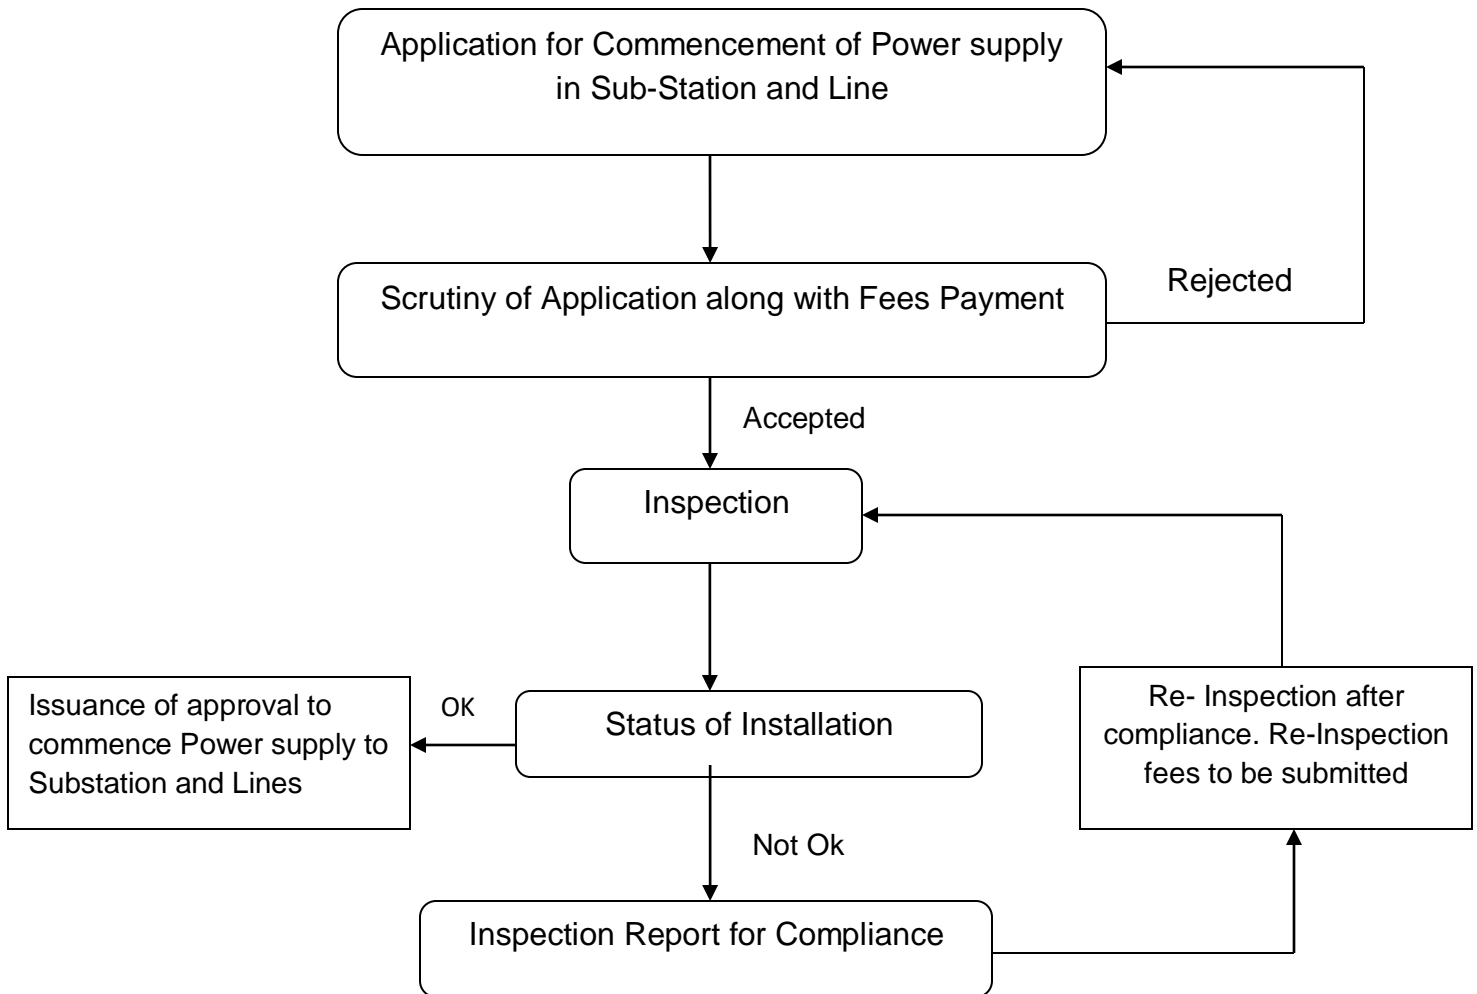 Application for Commencement of Power supply
in Sub-Station and Line
Rejected
Scrutiny of Application along with Fees Payment
Accepted
Inspection
Issuance of approval to
commence Power supply to
Substation and Lines
OK
Status of Installation
Re- Inspection after
compliance. Re-Inspection
fees to be submitted
Not Ok
Inspection Report for Compliance